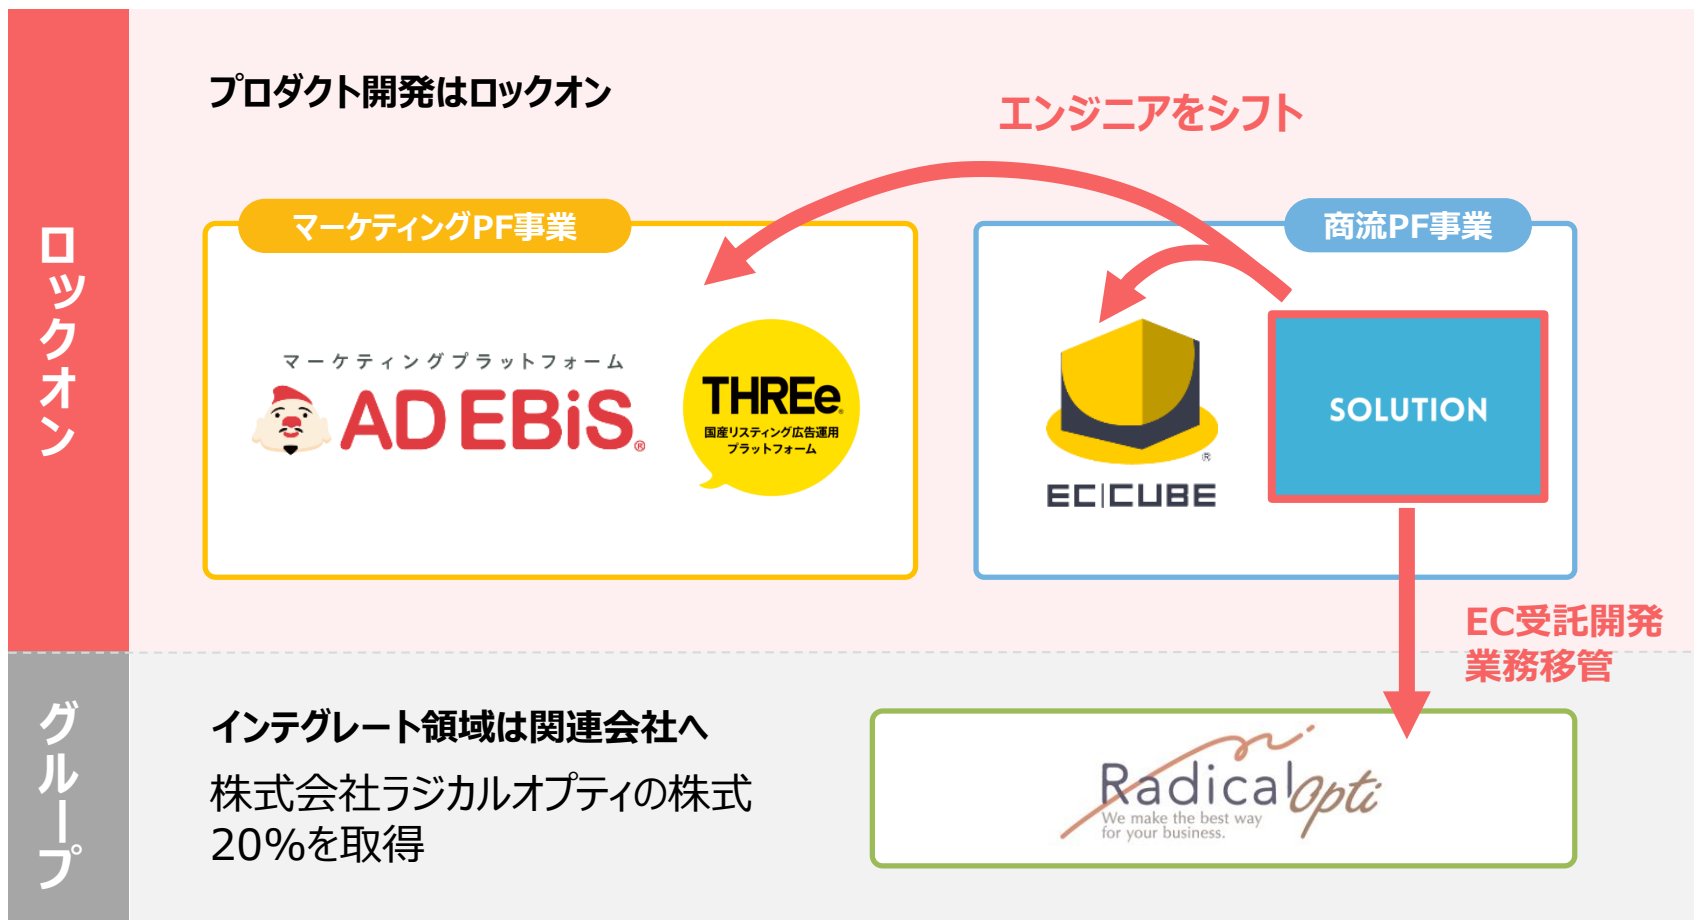 プロダクト開発はロックオン
エンジニアをシフト
ロックオン
マーケティングPF事業
商流PF事業
マーケティングプラットフォーム
AD EBiS®
THREe®
国産リスティング広告運用
プラットフォーム
®
EC|CUBE
SOLUTION
EC受託開発
業務移管
グループ
インテグレート領域は関連会社へ
株式会社ラジカルオプティの株式
20%を取得
RadicalOpti
We make the best way
for your business.